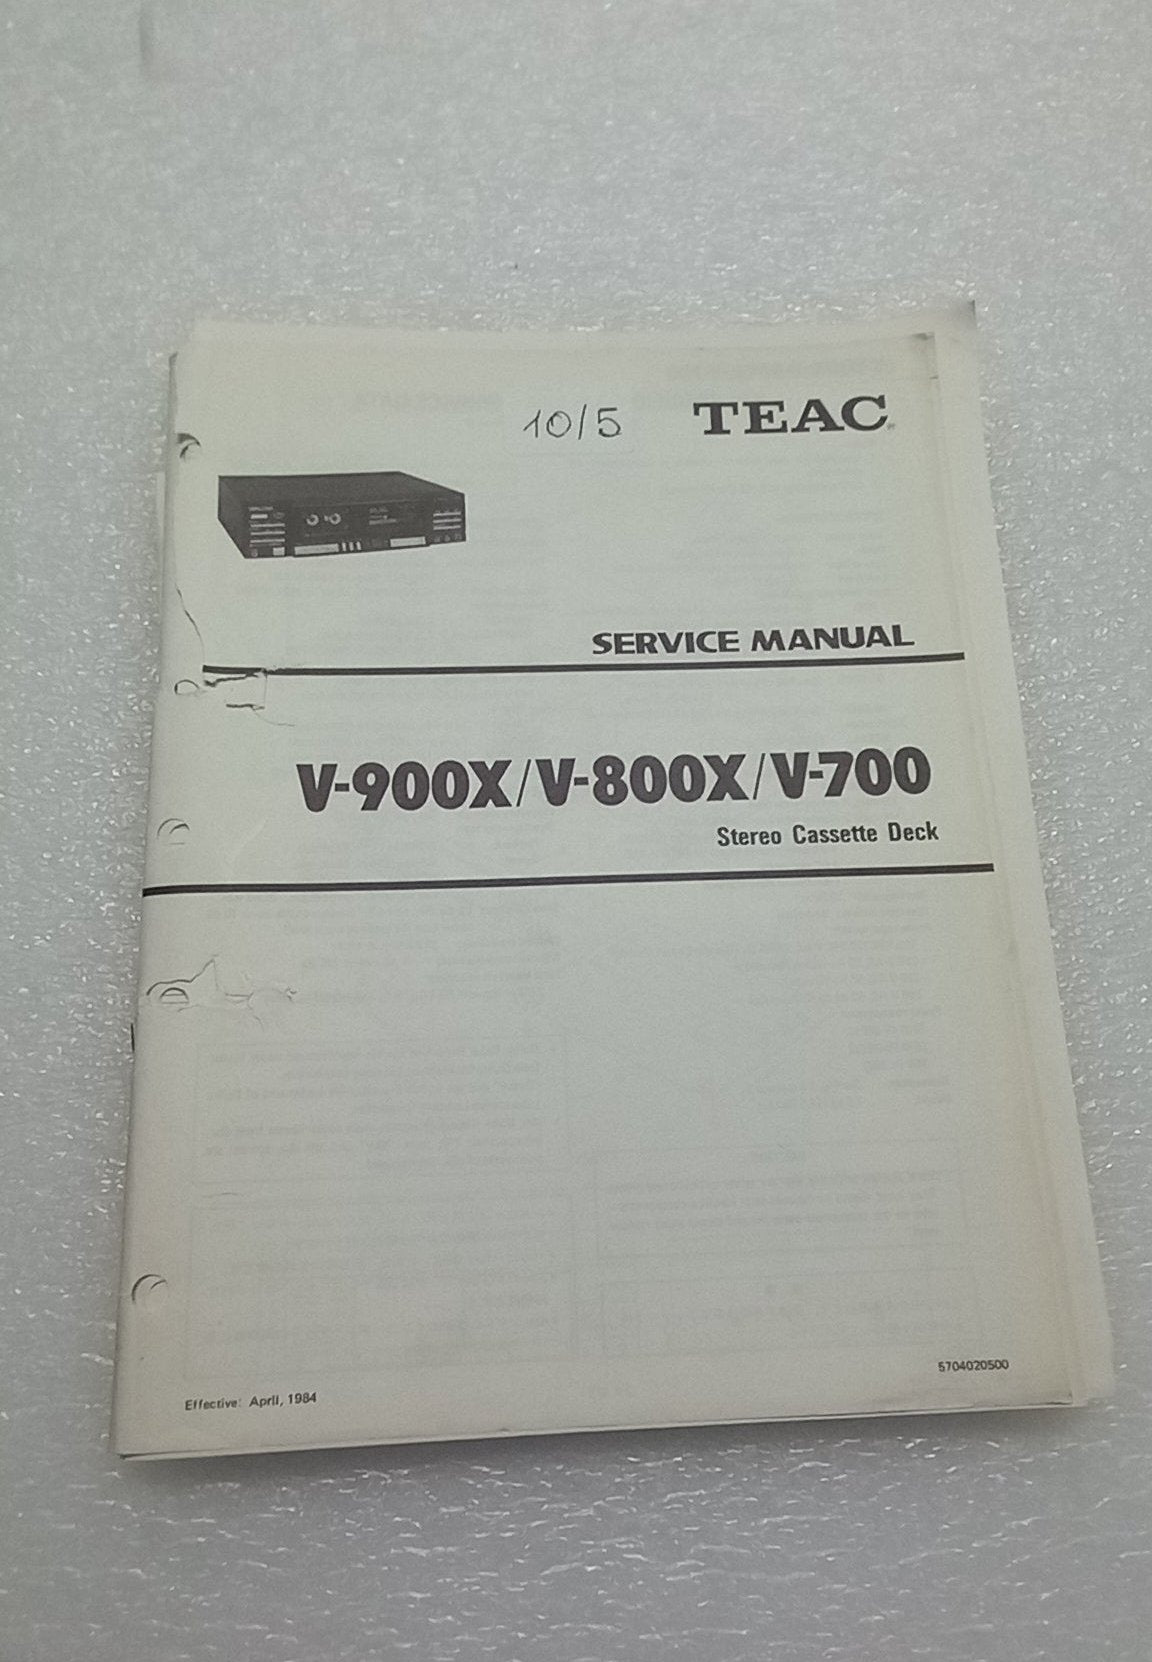 10/5 TEAC
SERVICE MANUAL
V-900X/V-800X/V-700
Stereo Cassette Deck
5704020500
Effective: April, 1984